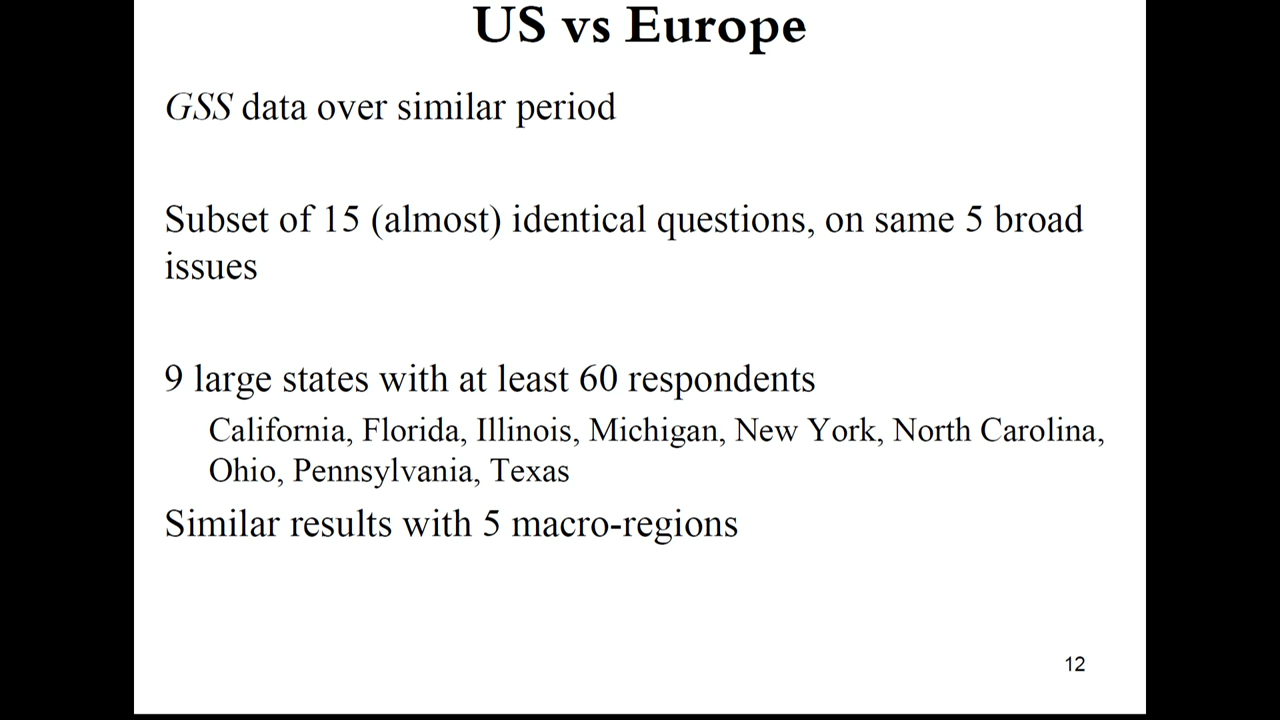 US vs Europe
GSS data over similar period
Subset of 15 (almost) identical questions, on same 5 broad
issues
9 large states with at least 60 respondents
California, Florida, Illinois, Michigan, New York, North Carolina,
Ohio, Pennsylvania, Texas
Similar results with 5 macro-regions
12